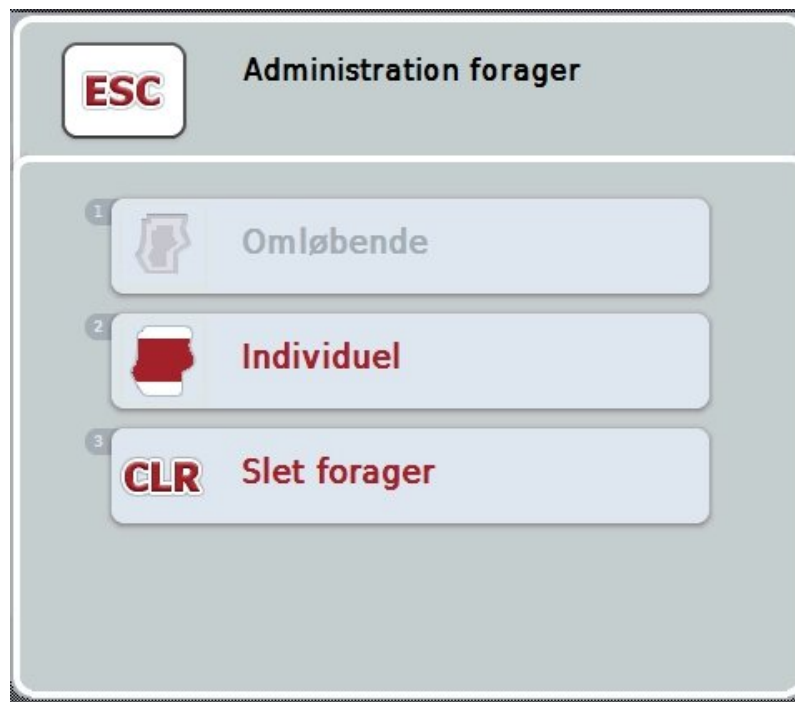 ESC
Administration forager
1
Omløbende
2
Individuel
3
CLR
Slet forager